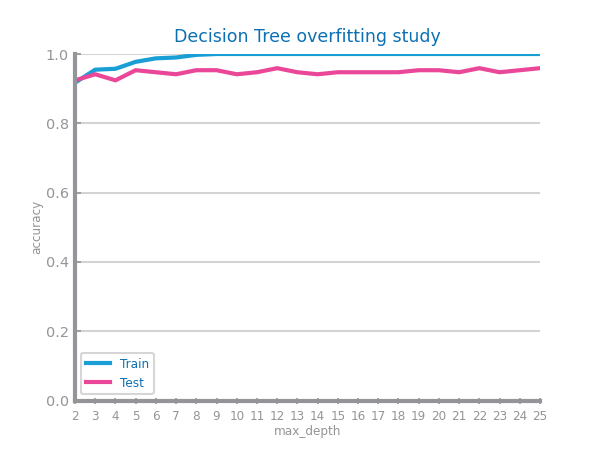 Decision Tree overfitting study
1.0
0.8
0.6
0.4
0.2
0.0
accuracy
Train
Test
2 3 4 5 6 7 8 9 10 11 12 13 14 15 16 17 18 19 20 21 22 23 24 25
max_depth